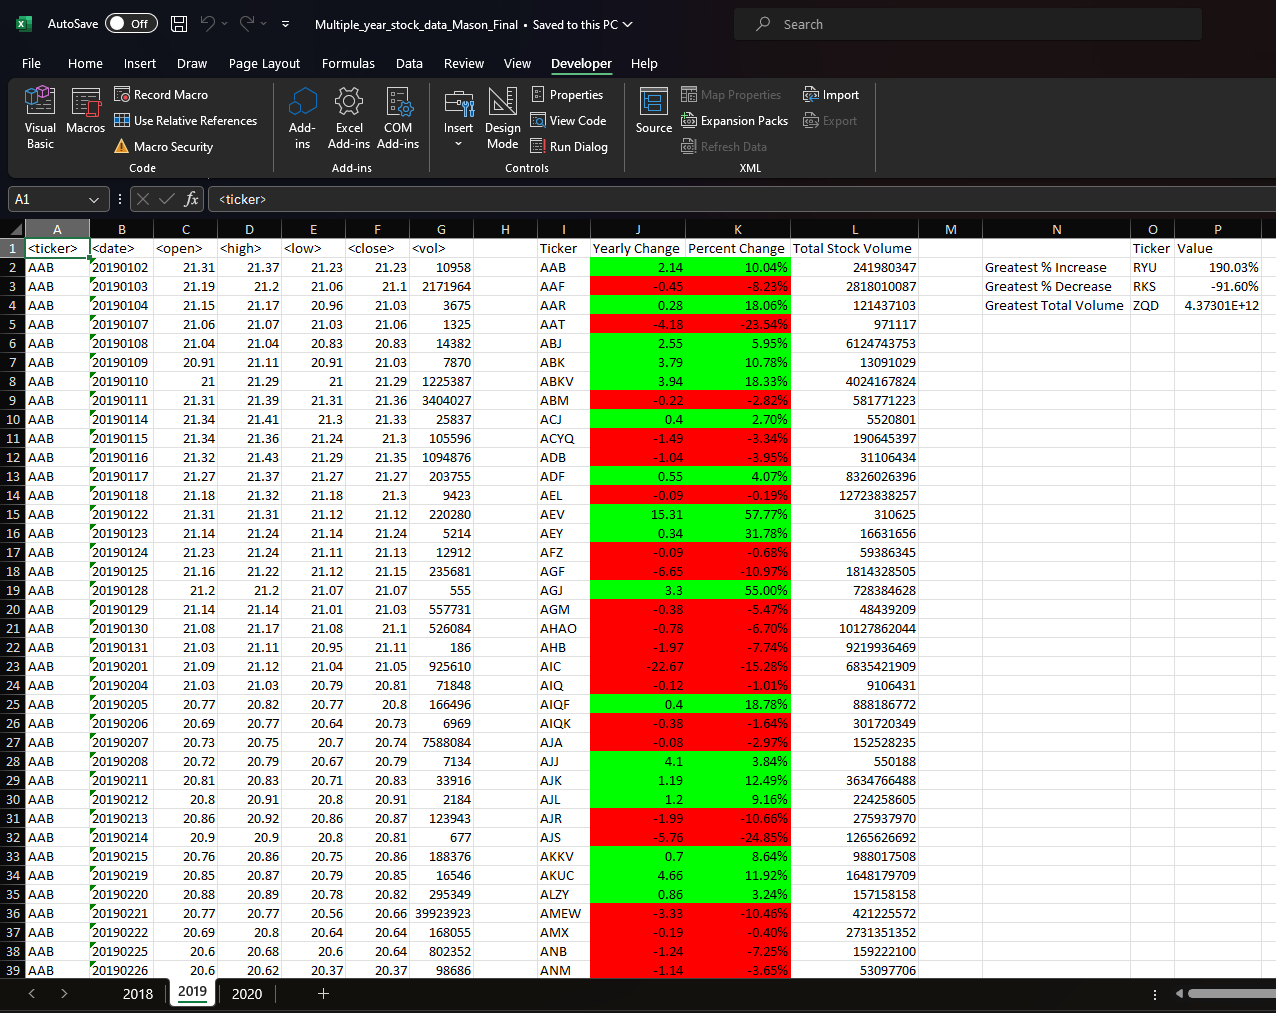 AutoSave Off Multiple_year_stock_data_Mason_Final • Saved to this PC Search
File Home Insert Draw Page Layout Formulas Data Review View Developer Help
Visual Basic
Macros
Record Macro
Use Relative References
Macro Security
Code
Add-ins
Excel Add-ins
COM Add-ins
Add-ins
Insert
Design Mode
Properties
View Code
Run Dialog
Controls
Source
Map Properties
Expansion Packs
Refresh Data
Import
Export
XML
A1 fx <ticker>
A B C D E F G H I J K L M N O P
1 <ticker> <date> <open> <high> <low> <close> <vol> Ticker Yearly Change Percent Change Total Stock Volume Ticker Value
2 AAB 20190102 21.31 21.37 21.23 21.23 10958 AAB 2.14 10.04% 241980347 Greatest % Increase RYU 190.03%
3 AAB 20190103 21.19 21.2 21.06 21.1 2171964 AAF -0.45 -8.23% 2818010087 Greatest % Decrease RKS -91.60%
4 AAB 20190104 21.15 21.17 20.96 21.03 3675 AAR 0.28 18.06% 121437103 Greatest Total Volume ZQD 4.37301E+12
5 AAB 20190107 21.06 21.07 21.03 21.06 1325 AAT -4.18 -23.54% 971117
6 AAB 20190108 21.04 21.04 20.83 20.83 14382 ABJ 2.55 5.95% 6124743753
7 AAB 20190109 20.91 21.11 20.91 21.03 7870 ABK 3.79 10.78% 13091029
8 AAB 20190110 21 21.29 21 21.29 1225387 ABKV 3.94 18.33% 4024167824
9 AAB 20190111 21.31 21.39 21.31 21.36 3404027 ABM -0.22 -2.82% 581771223
10 AAB 20190114 21.34 21.41 21.3 21.33 25837 ACJ 0.4 2.70% 5520801
11 AAB 20190115 21.34 21.36 21.24 21.3 105596 ACYQ -1.49 -3.34% 190645397
12 AAB 20190116 21.32 21.43 21.29 21.35 1094876 ADB -1.04 -3.95% 31106434
13 AAB 20190117 21.27 21.37 21.27 21.27 203755 ADF 0.55 4.07% 8326026396
14 AAB 20190118 21.18 21.32 21.18 21.3 9423 AEL -0.09 -0.19% 12723838257
15 AAB 20190122 21.31 21.31 21.12 21.12 220280 AEV 15.31 57.77% 310625
16 AAB 20190123 21.14 21.24 21.14 21.24 5214 AEY 0.34 31.78% 16631656
17 AAB 20190124 21.23 21.24 21.11 21.13 12912 AFZ -0.09 -0.68% 59386345
18 AAB 20190125 21.16 21.22 21.12 21.15 235681 AGF -6.65 -10.97% 1814328505
19 AAB 20190128 21.2 21.2 21.07 21.07 555 AGJ 3.3 55.00% 728384628
20 AAB 20190129 21.14 21.14 21.01 21.03 557731 AGM -0.38 -5.47% 48439209
21 AAB 20190130 21.08 21.17 21.08 21.1 526084 AHAO -0.78 -6.70% 10127862044
22 AAB 20190131 21.03 21.11 20.95 21.11 186 AHB -1.97 -7.74% 9219936469
23 AAB 20190201 21.09 21.12 21.04 21.05 925610 AIC -22.67 -15.28% 6835421909
24 AAB 20190204 21.03 21.03 20.79 20.81 71848 AIQ -0.12 -1.01% 9106431
25 AAB 20190205 20.77 20.82 20.77 20.8 166496 AIQF 0.4 18.78% 888186772
26 AAB 20190206 20.69 20.77 20.64 20.73 6969 AIQK -0.38 -1.64% 301720349
27 AAB 20190207 20.73 20.75 20.7 20.74 7588084 AJA -0.08 -2.97% 152528235
28 AAB 20190208 20.72 20.79 20.67 20.79 7134 AJJ 4.1 3.84% 550188
29 AAB 20190211 20.81 20.83 20.71 20.83 33916 AJK 1.19 12.49% 3634766488
30 AAB 20190212 20.8 20.91 20.8 20.91 2184 AJL 1.2 9.16% 224258605
31 AAB 20190213 20.86 20.92 20.86 20.87 123943 AJR -1.99 -10.66% 275937970
32 AAB 20190214 20.9 20.9 20.8 20.81 677 AJS -5.76 -24.85% 1265626692
33 AAB 20190215 20.76 20.86 20.75 20.86 188376 AKKV 0.7 8.64% 988017508
34 AAB 20190219 20.85 20.87 20.79 20.85 16546 AKUC 4.66 11.92% 1648179709
35 AAB 20190220 20.88 20.89 20.78 20.82 295349 ALZY 0.86 3.24% 157158158
36 AAB 20190221 20.77 20.77 20.56 20.66 39923923 AMEW -3.33 -10.46% 421225572
37 AAB 20190222 20.69 20.8 20.64 20.64 168055 AMX -0.19 -0.40% 2731351352
38 AAB 20190225 20.6 20.68 20.6 20.64 802352 ANB -1.24 -7.25% 159222100
39 AAB 20190226 20.6 20.62 20.37 20.37 98686 ANM -1.14 -3.65% 53097706
2018 2019 2020